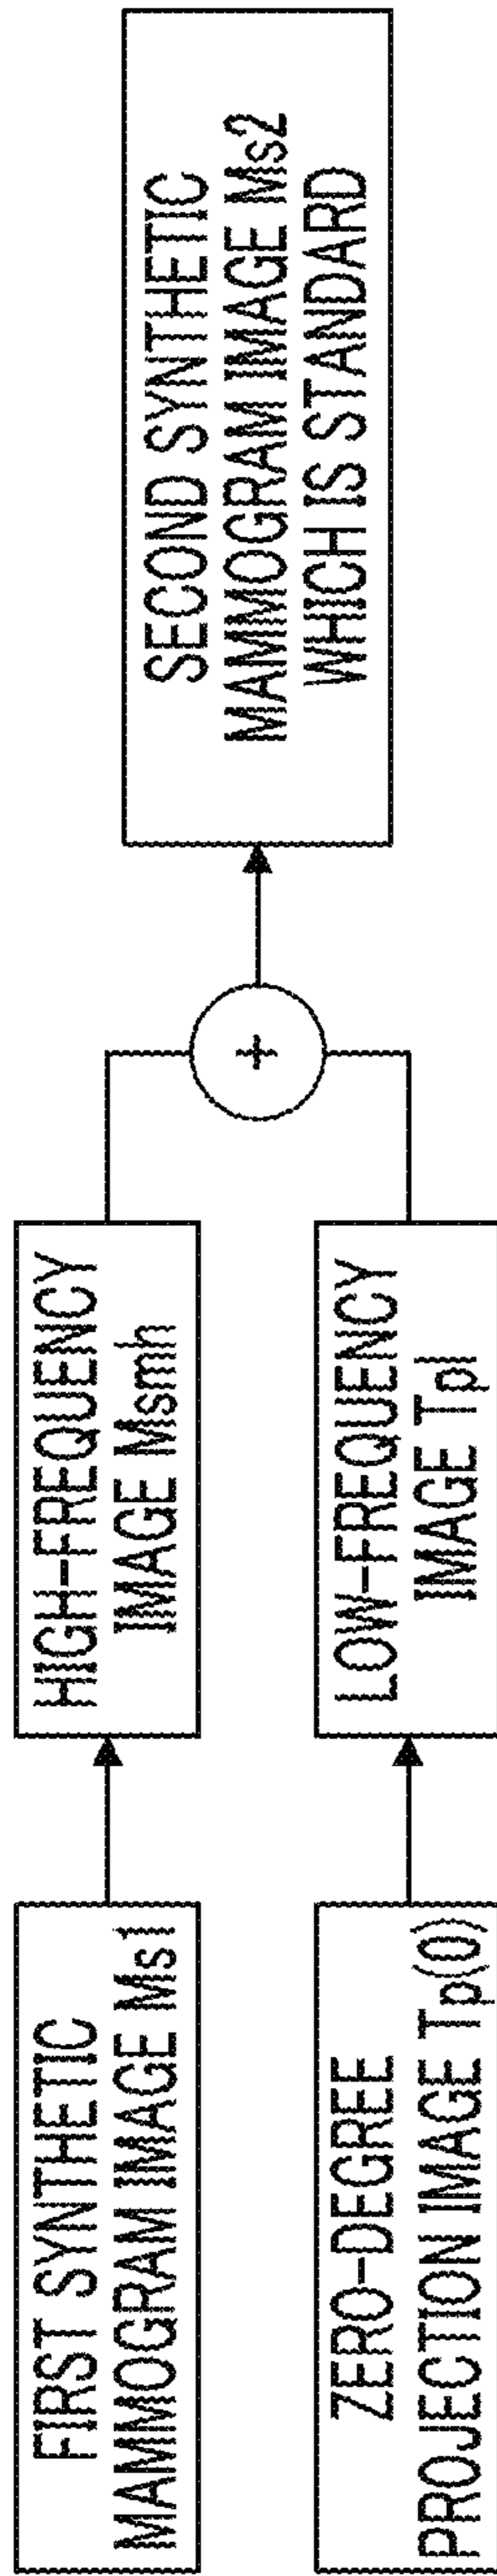 FIRST SYNTHETIC
MAMMOGRAM IMAGE Ms1
HIGH-FREQUENCY
IMAGE Msmh
ZERO-DEGREE
PROJECTION IMAGE Tp(0)
LOW-FREQUENCY
IMAGE Tpl
+
SECOND SYNTHETIC
MAMMOGRAM IMAGE Ms2
WHICH IS STANDARD